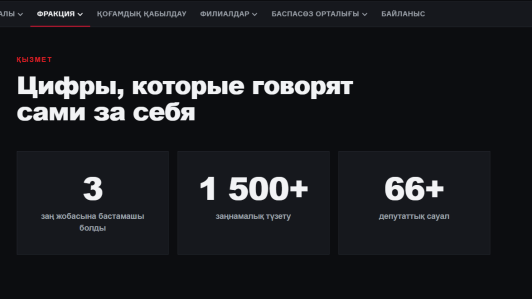 АЛЫ ФРАКЦИЯ ҚОҒАМДЫҚ ҚАБЫЛДАУ ФИЛИАЛДАР БАСПАСӨЗ ОРТАЛЫҒЫ БАЙЛАНЫС
ҚЫЗМЕТ
Цифры, которые говорят
сами за себя
3
заң жобасына бастамашы
болды
1 500+
заңнамалық түзету
66+
депутаттық сауал